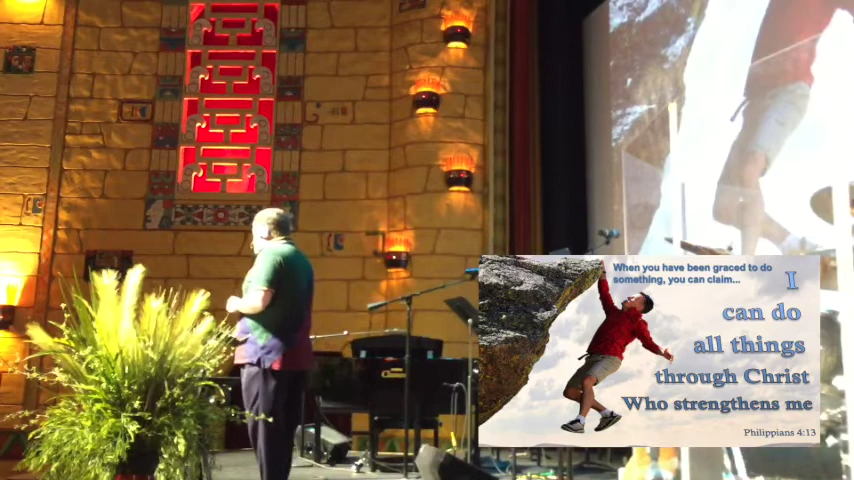 When you have been graced to do
something, you can claim...
I
can do
all things
through Christ
Who strengthens me
Philippians 4:13